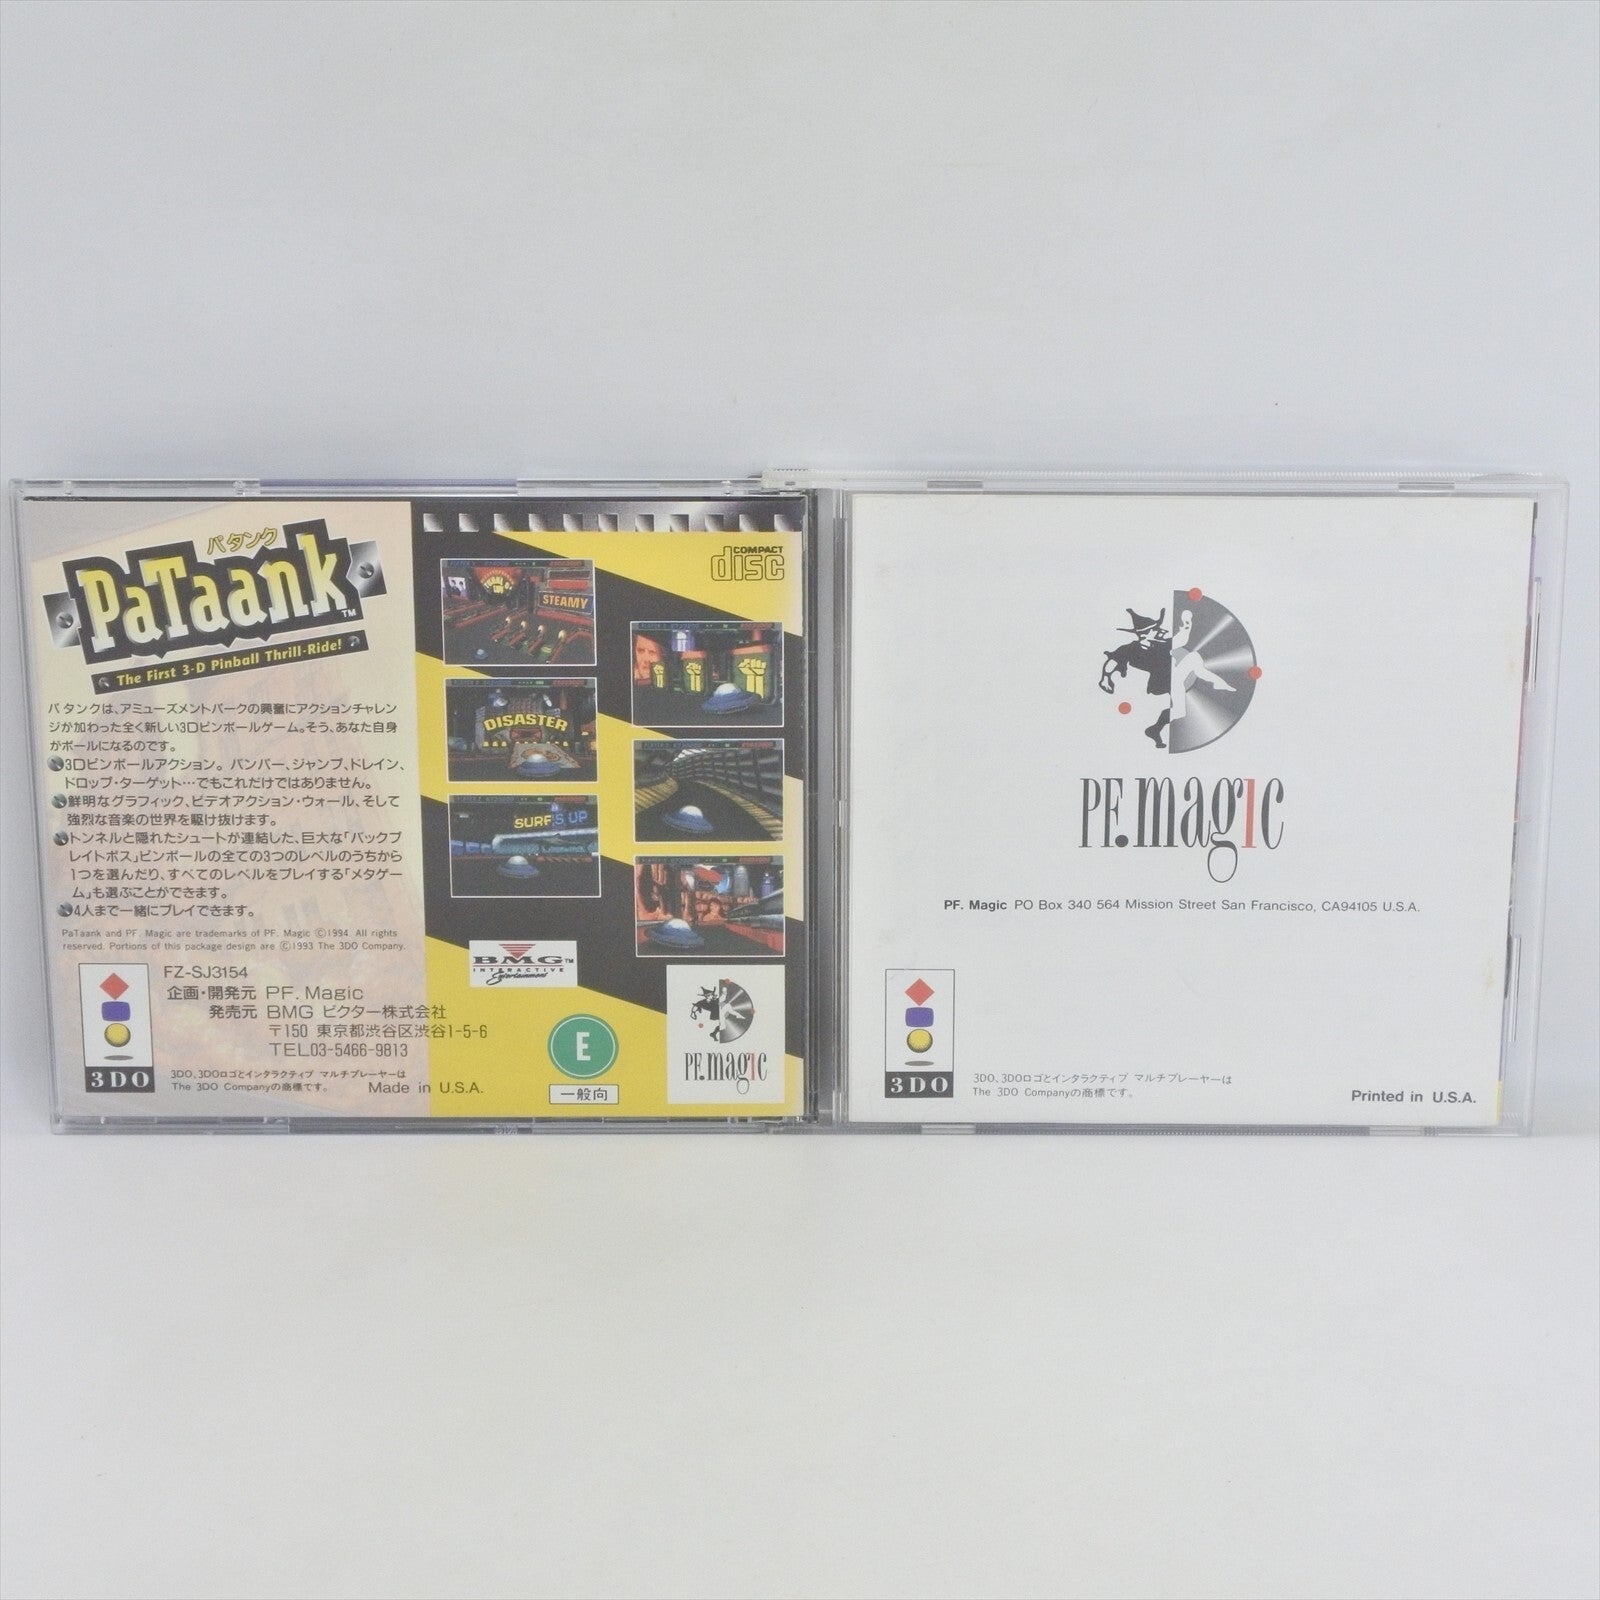 パタンク
PaTaank™
The First 3-D Pinball Thrill-Ride!
パタンクは、アミューズメントパークの興奮にアクションチャレン
ジが加わった全く新しい3Dピンボールゲーム。そう、あなた自身
がボールになるのです。
3Dピンボールアクション。バンパー、ジャンプ、ドレイン、
ドロップ・ターゲット…でもこれだけではありません。
鮮明なグラフィック、ビデオアクション・ウォール、そして
強烈な音楽の世界を駆け抜けます。
トンネルと隠れたシュートが連結した、巨大な「バックプ
レイトボス」ピンボールの全ての3つのレベルのうちから
1つを選んだり、すべてのレベルをプレイする「メタゲー
ム」も選ぶことができます。
4人まで一緒にプレイできます。
PaTaank and PF. Magic are trademarks of PF. Magic Ⓒ1994. All rights
reserved. Portions of this package design are Ⓒ1993 The 3DO Company.
3DO
FZ-SJ3154
企画・開発元 PF. Magic
発売元 BMG ビクター株式会社
〒150 東京都渋谷区渋谷1-5-6
TEL03-5466-9813
3DO、3DOロゴとインタラクティブ マルチプレーヤーは
The 3DO Companyの商標です。
Made in U.S.A.
COMPACT
disc
STEAMY
DISASTER
SURF'S UP
BMG™
INTERACTIVE
Entertainment
E
一般向
PF.magic
PF.magic
PF. Magic PO Box 340 564 Mission Street San Francisco, CA94105 U.S.A.
3DO
3DO、3DOロゴとインタラクティブ マルチプレーヤーは
The 3DO Companyの商標です。
Printed in U.S.A.